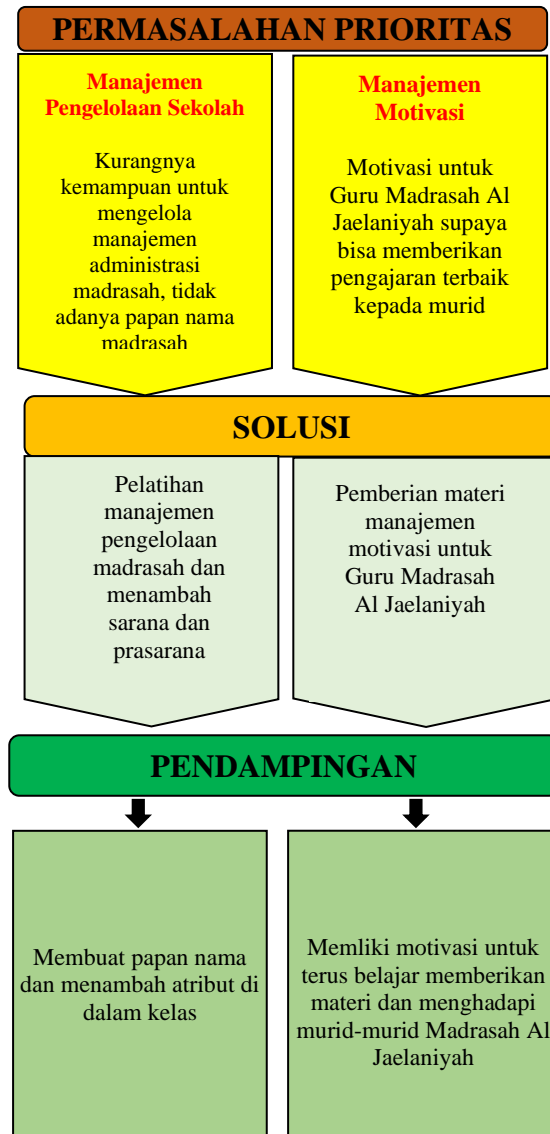 PERMASALAHAN PRIORITAS
Manajemen
Pengelolaan Sekolah
Kurangnya
kemampuan untuk
mengelola
manajemen
administrasi
madrasah, tidak
adanya papan nama
madrasah
Manajemen
Motivasi
Motivasi untuk
Guru Madrasah Al
Jaelaniyah supaya
bisa memberikan
pengajaran terbaik
kepada murid
SOLUSI
Pelatihan
manajemen
pengelolaan
madrasah dan
menambah
sarana dan
prasarana
Pemberian materi
manajemen
motivasi untuk
Guru Madrasah
Al Jaelaniyah
PENDAMPINGAN
Membuat papan nama
dan menambah atribut di
dalam kelas
Memliki motivasi untuk
terus belajar memberikan
materi dan menghadapi
murid-murid Madrasah Al
Jaelaniyah